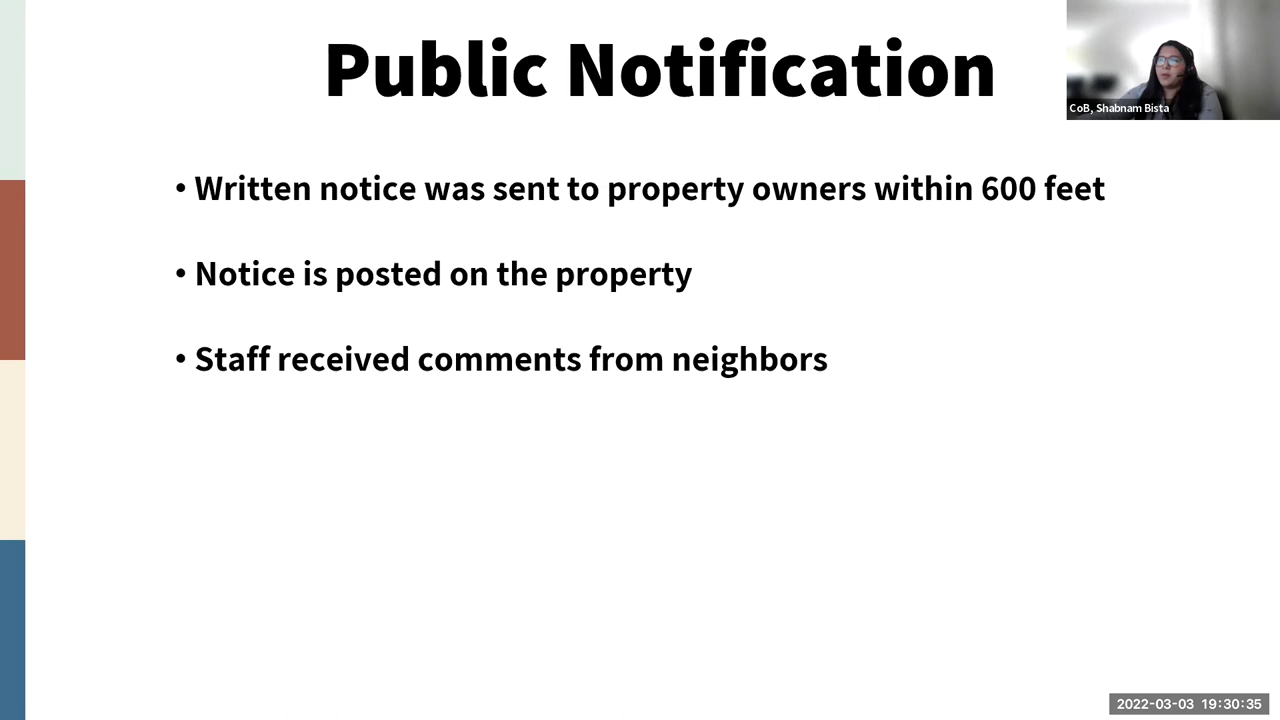 Public Notification
CoB, Shabnam Bista
• Written notice was sent to property owners within 600 feet
• Notice is posted on the property
• Staff received comments from neighbors
2022-03-03 19:30:35